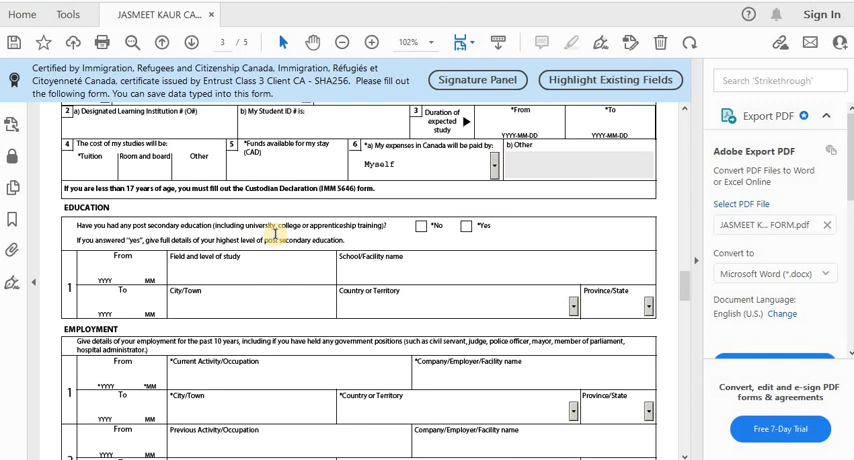 Home Tools JASMEET KAUR CA... × Sign In
3 / 5 102%
Certified by Immigration, Refugees and Citizenship Canada, Immigration, Réfugiés et
Citoyenneté Canada, certificate issued by Entrust Class 3 Client CA - SHA256. Please fill out
the following form. You can save data typed into this form.
Signature Panel
Highlight Existing Fields
Search 'Strikethrough'
2 a) Designated Learning Institution # (O#) b) My Student ID # is: 3 Duration of
expected
study
*From *To
YYYY-MM-DD YYYY-MM-DD
4 The cost of my studies will be:
*Tuition Room and board Other
5 *Funds available for my stay
(CAD)
6 *a) My expenses in Canada will be paid by: b) Other
Myself
If you are less than 17 years of age, you must fill out the Custodian Declaration (IMM 5646) form.
EDUCATION
Have you had any post secondary education (including university, college or apprenticeship training)? *No *Yes
If you answered "yes", give full details of your highest level of post secondary education.
1
From Field and level of study School/Facility name
YYYY MM
To City/Town Country or Territory Province/State
YYYY MM
EMPLOYMENT
Give details of your employment for the past 10 years, including if you have held any government positions (such as civil servant, judge, police officer, mayor, member of parliament,
hospital administrator.)
1
From *Current Activity/Occupation *Company/Employer/Facility name
*YYYY *MM
To *City/Town *Country or Territory Province/State
YYYY MM
From Previous Activity/Occupation Company/Employer/Facility name
YYYY MM
Export PDF
Adobe Export PDF
Convert PDF Files to Word
or Excel Online
Select PDF File
JASMEET K... FORM.pdf ×
Convert to
Microsoft Word (*.docx)
Document Language:
English (U.S.) Change
Convert, edit and e-sign PDF
forms & agreements
Free 7-Day Trial